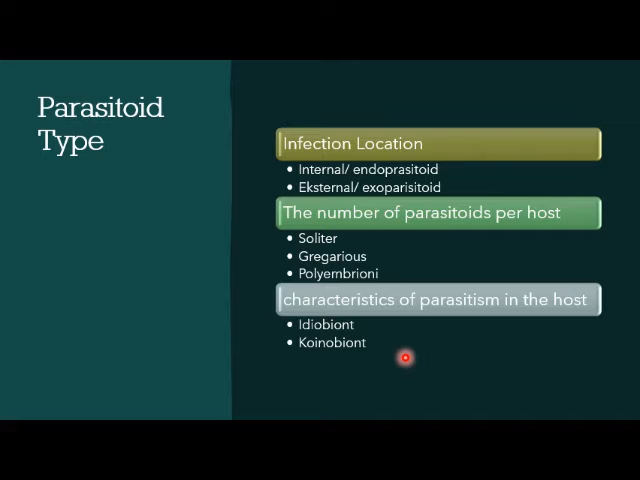 Parasitoid
Type
Infection Location
• Internal/ endoprasitoid
• Eksternal/ exoparisitoid
The number of parasitoids per host
• Soliter
• Gregarious
• Polyembrioni
characteristics of parasitism in the host
• Idiobiont
• Koinobiont